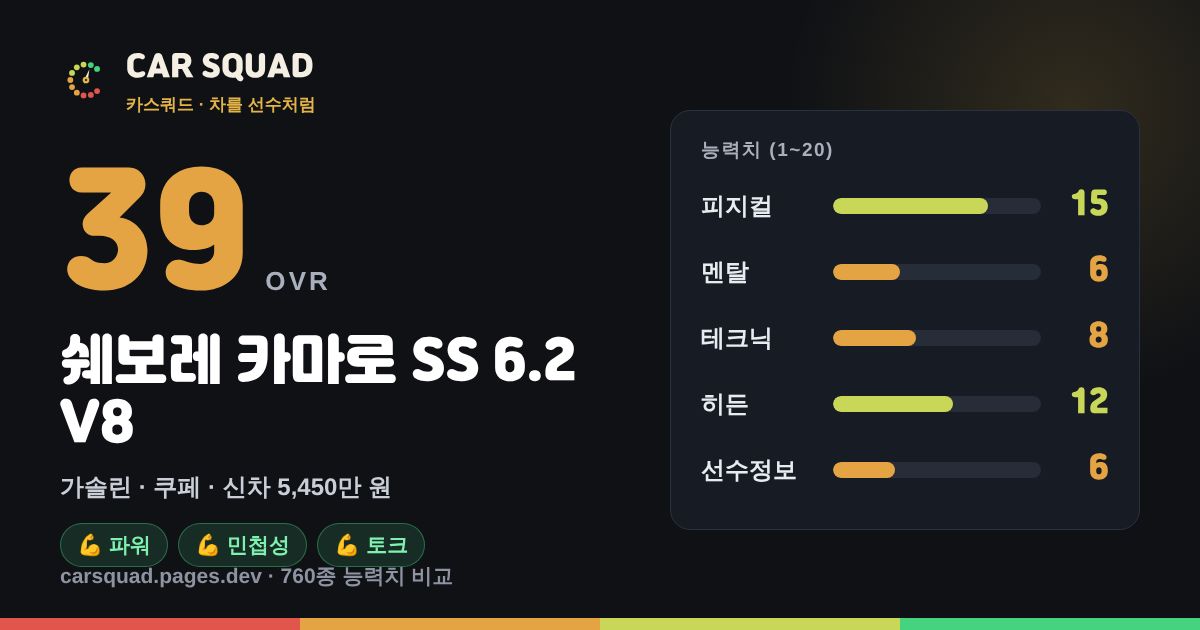 CAR SQUAD
카스쿼드 · 차를 선수처럼
39 OVR
쉐보레 카마로 SS 6.2
V8
가솔린 · 쿠페 · 신차 5,450만 원
💪 파워 💪 민첩성 💪 토크
carsquad.pages.dev · 760종 능력치 비교
능력치 (1~20)
피지컬 15
멘탈 6
테크닉 8
히든 12
선수정보 6